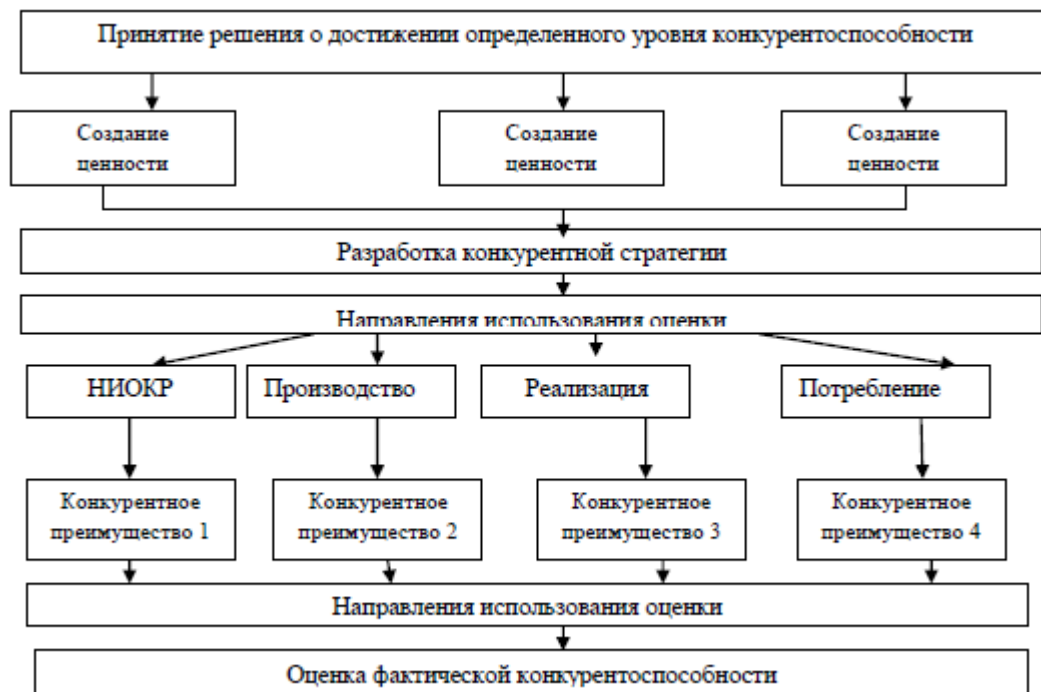 Принятие решения о достижении определенного уровня конкурентоспособности
Создание
ценности
Создание
ценности
Создание
ценности
Разработка конкурентной стратегии
Направления использования оценки
НИОКР
Производство
Реализация
Потребление
Конкурентное
преимущество 1
Конкурентное
преимущество 2
Конкурентное
преимущество 3
Конкурентное
преимущество 4
Направления использования оценки
Оценка фактической конкурентоспособности